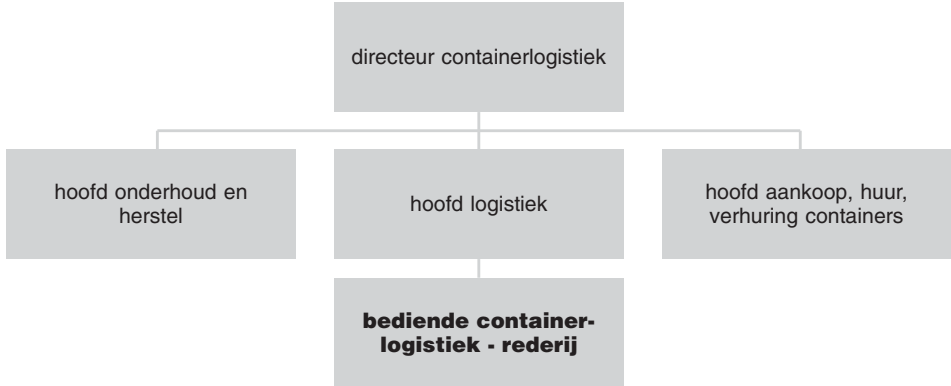 directeur containerlogistiek
hoofd onderhoud en
herstel
hoofd logistiek
hoofd aankoop, huur,
verhuring containers
bediende container-
logistiek - rederij